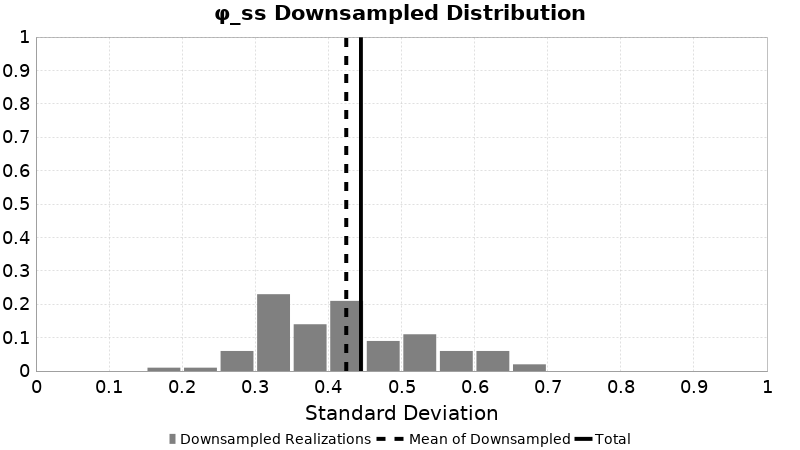 φ_ss Downsampled Distribution
1
0.9
0.8
0.7
0.6
0.5
0.4
0.3
0.2
0.1
0
0 0.1 0.2 0.3 0.4 0.5 0.6 0.7 0.8 0.9 1
Standard Deviation
Downsampled Realizations Mean of Downsampled Total